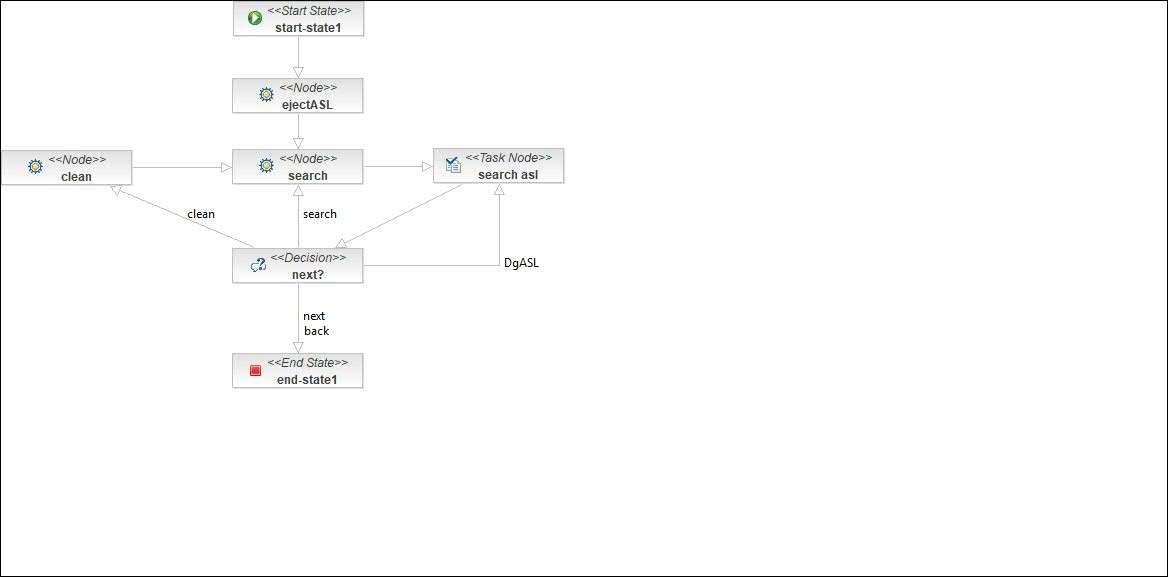 <<Start State>>
start-state1
<<Node>>
ejectASL
<<Node>>
clean
<<Node>>
search
<<Task Node>>
search asl
clean
search
<<Decision>>
next?
DgASL
next
back
<<End State>>
end-state1